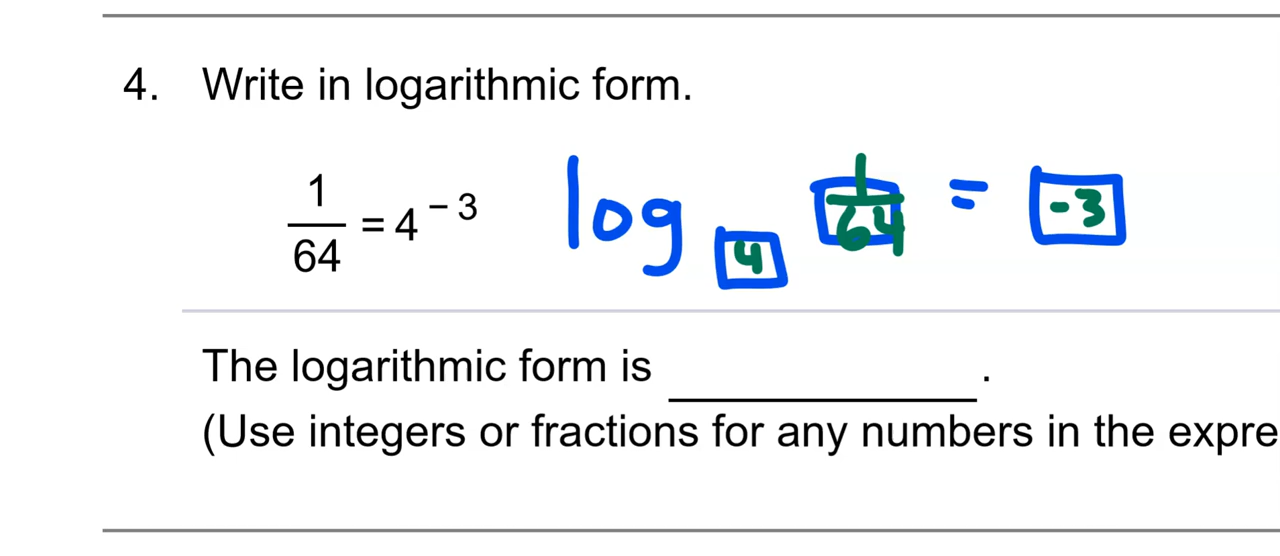 4. Write in logarithmic form.
1/64 = 4^−3 log_4 1/64 = -3
The logarithmic form is ____________.
(Use integers or fractions for any numbers in the expre